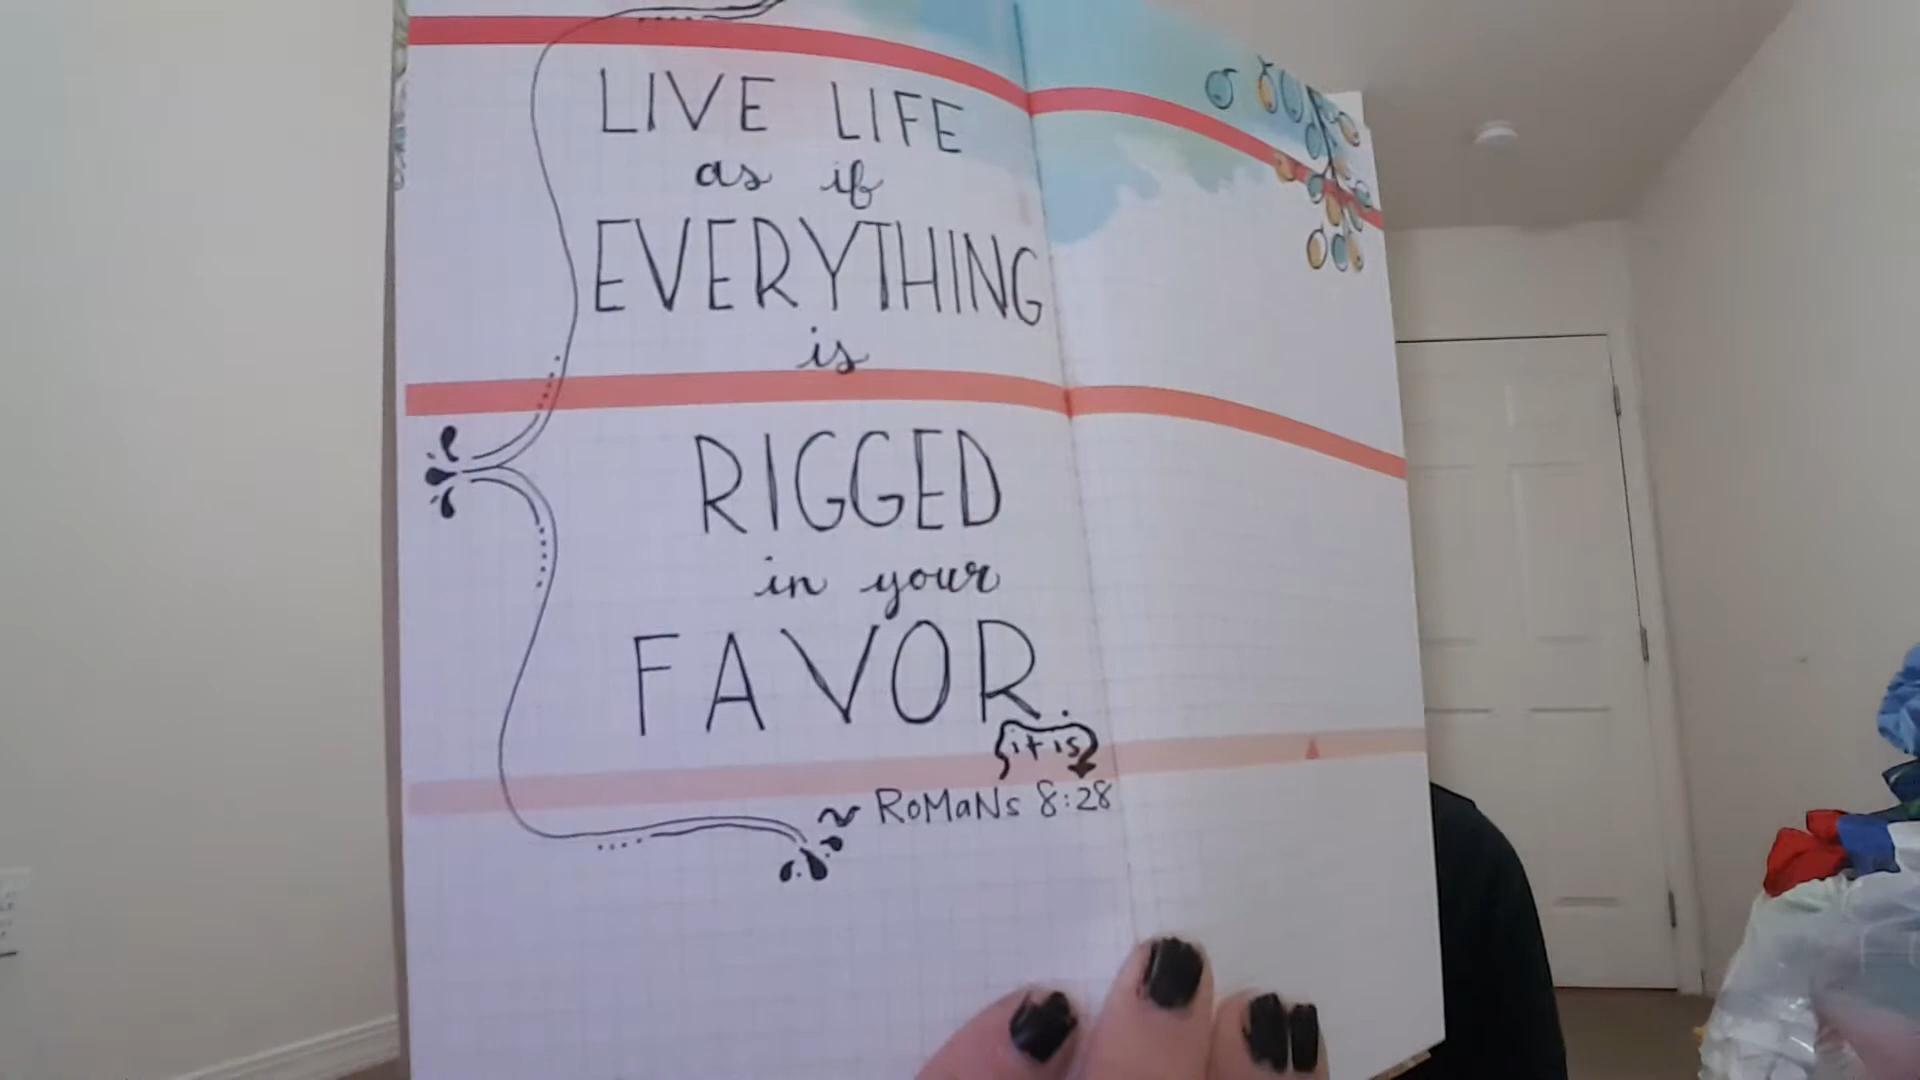 LIVE LIFE
as if
EVERYTHING
is
RIGGED
in your
FAVOR.
it is
~ RoMaNs 8:28